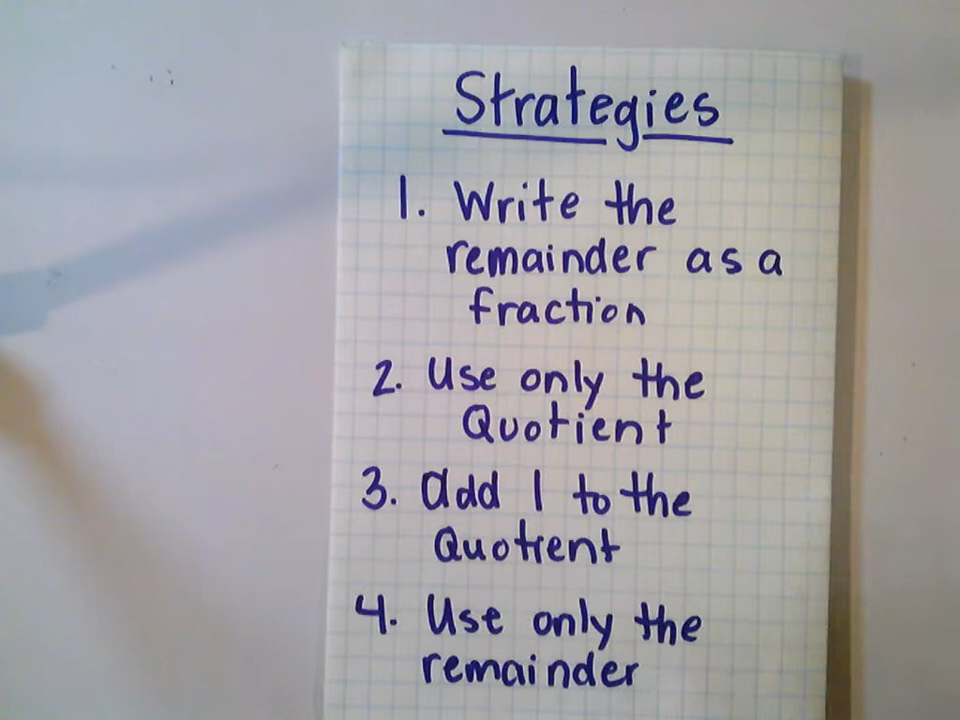 Strategies
1. Write the
remainder as a
fraction
2. Use only the
Quotient
3. add 1 to the
Quotient
4. Use only the
remainder